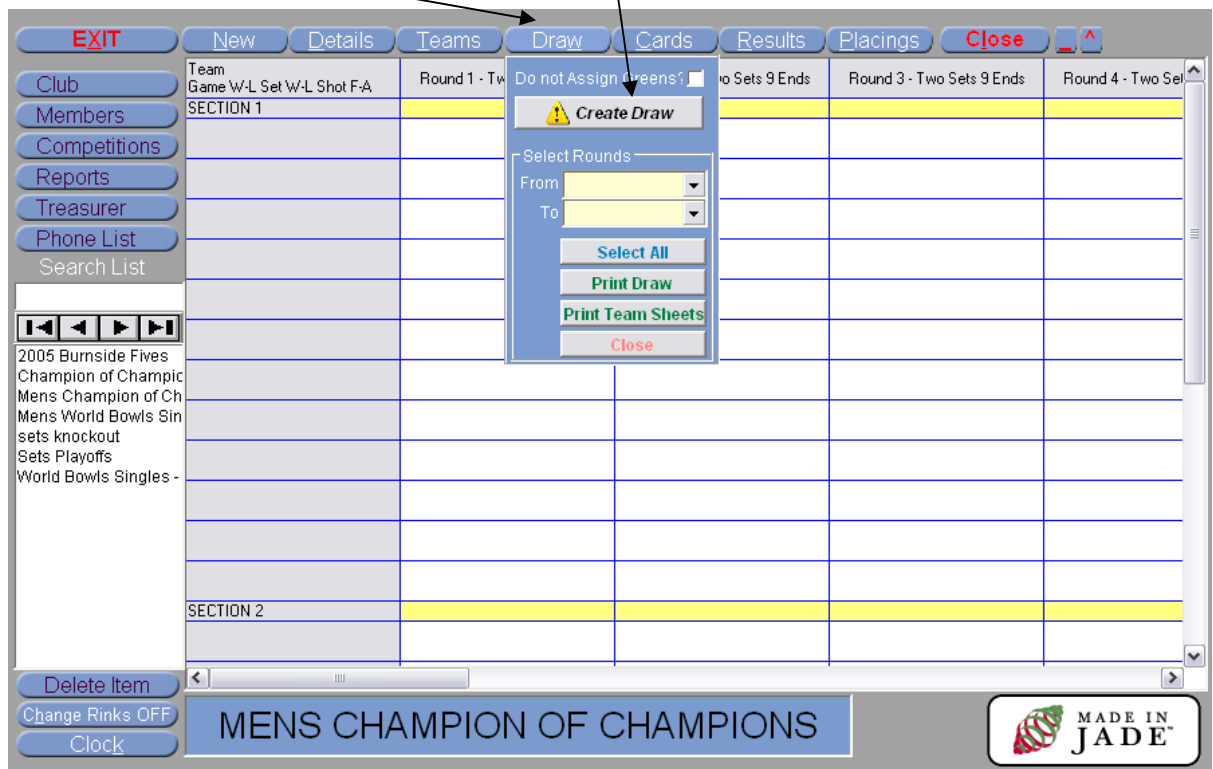 EXIT New Details Teams Draw Cards Results Placings Close _ ^
Club
Members
Competitions
Reports
Treasurer
Phone List
Search List
2005 Burnside Fives
Champion of Champic
Mens Champion of Ch
Mens World Bowls Sin
sets knockout
Sets Playoffs
World Bowls Singles -
Delete Item
Change Rinks OFF
Clock
Team
Game W-L Set W-L Shot F-A
Round 1 - Tw
o Sets 9 Ends
Round 3 - Two Sets 9 Ends
Round 4 - Two Set
SECTION 1
SECTION 2
Do not Assign Greens?
Create Draw
Select Rounds
From
To
Select All
Print Draw
Print Team Sheets
Close
MENS CHAMPION OF CHAMPIONS
MADE IN
JADE™